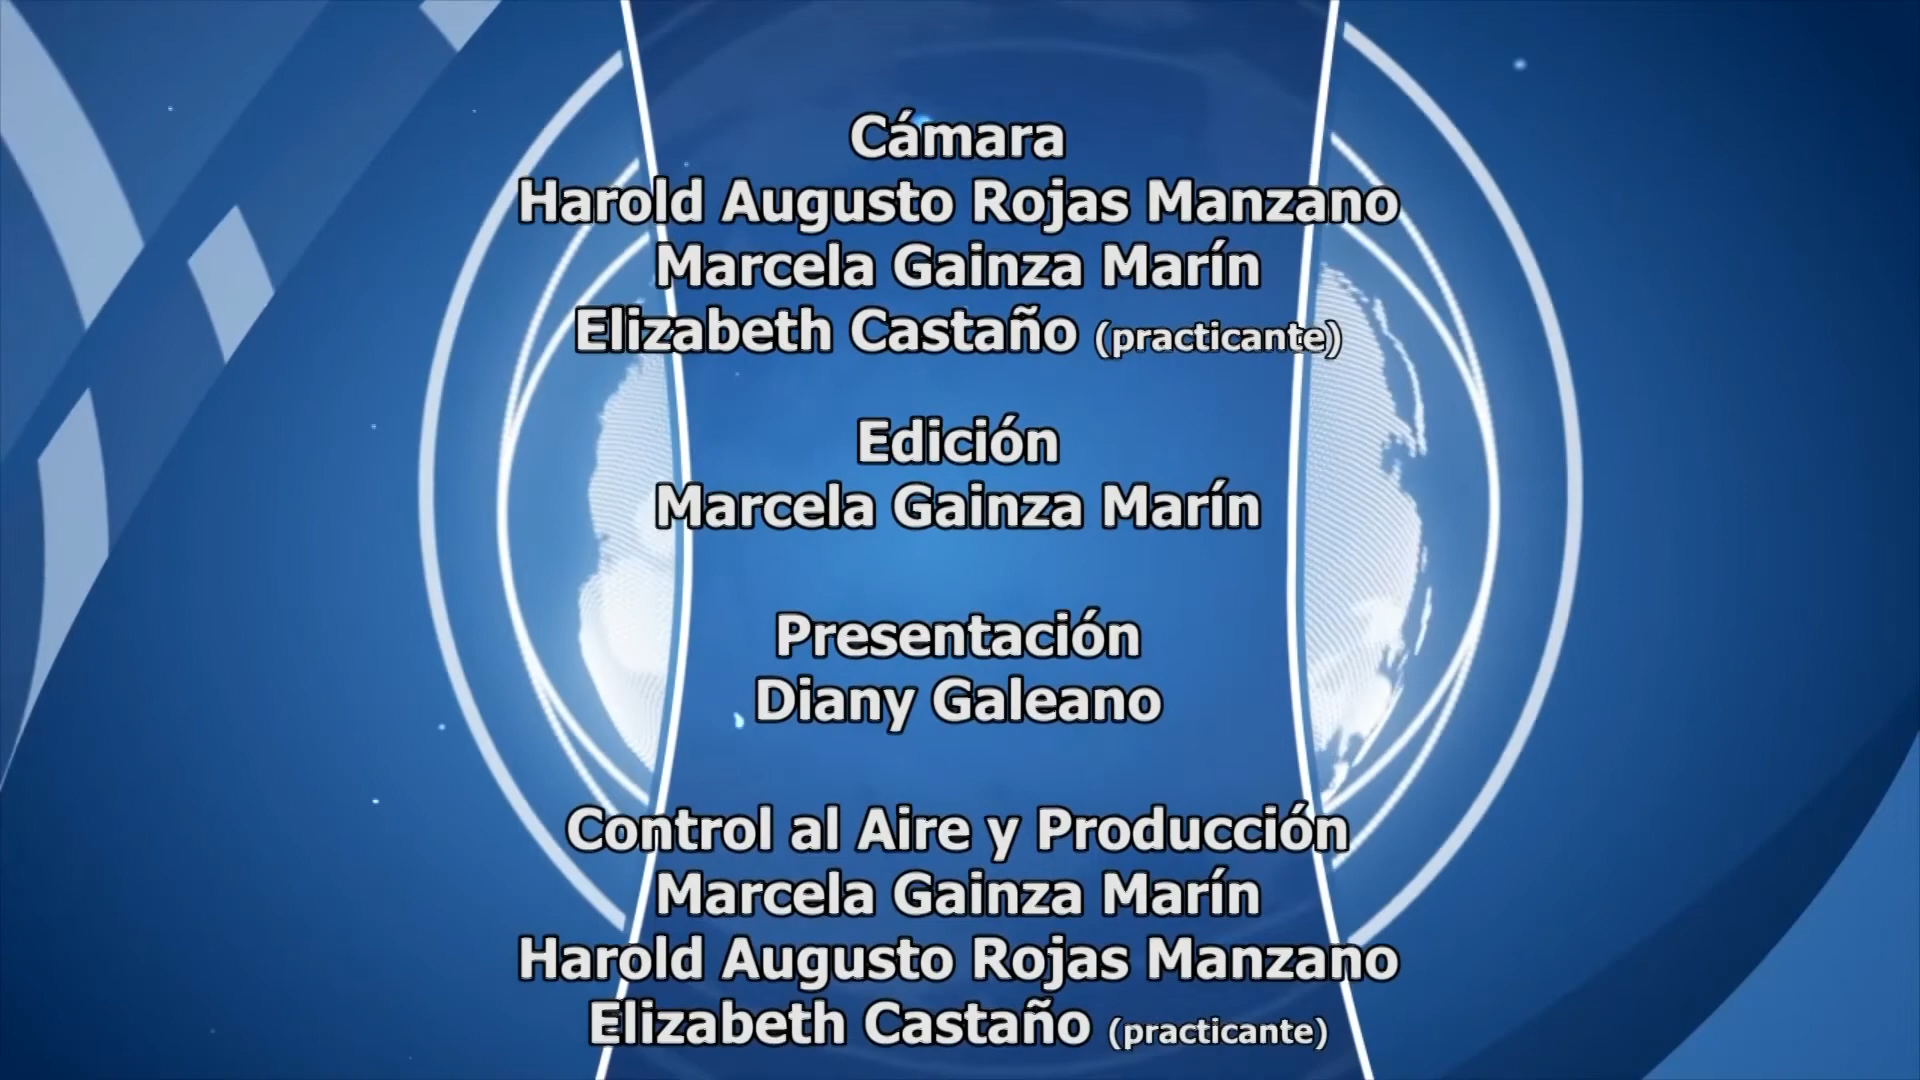 Cámara
Harold Augusto Rojas Manzano
Marcela Gainza Marín
Elizabeth Castaño (practicante)
Edición
Marcela Gainza Marín
Presentación
Diany Galeano
Control al Aire y Producción
Marcela Gainza Marín
Harold Augusto Rojas Manzano
Elizabeth Castaño (practicante)